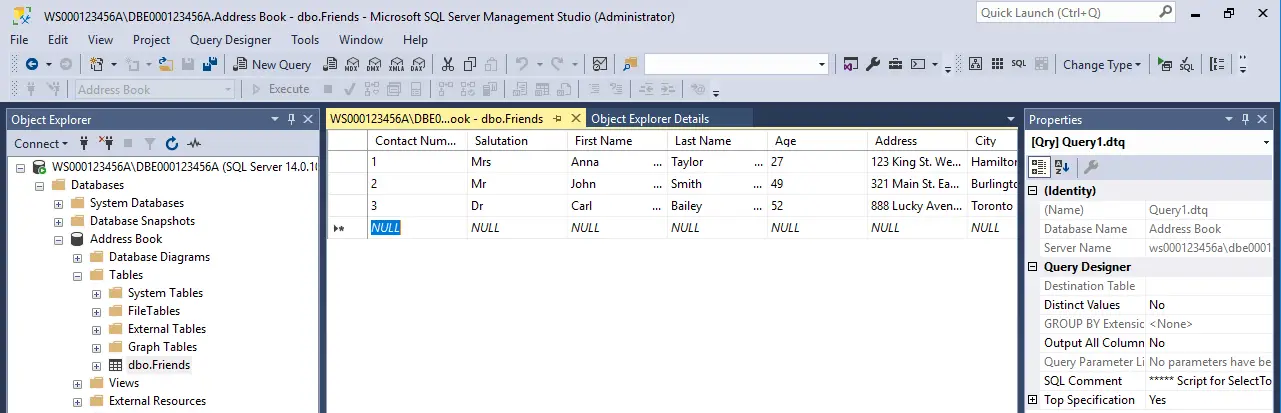 WS000123456A\DBE000123456A.Address Book - dbo.Friends - Microsoft SQL Server Management Studio (Administrator)
Quick Launch (Ctrl+Q)
File Edit View Project Query Designer Tools Window Help
New Query MDX DMX XMLA DAX SQL Change Type SQL
Address Book Execute
Object Explorer
Connect
WS000123456A\DBE000123456A (SQL Server 14.0.10
Databases
System Databases
Database Snapshots
Address Book
Database Diagrams
Tables
System Tables
FileTables
External Tables
Graph Tables
dbo.Friends
Views
External Resources
WS000123456A\DBE0...ook - dbo.Friends Object Explorer Details
Contact Num... Salutation First Name Last Name Age Address City
1 Mrs Anna ... Taylor ... 27 123 King St. We... Hamilton
2 Mr John ... Smith ... 49 321 Main St. Ea... Burlingt
3 Dr Carl ... Bailey ... 52 888 Lucky Aven... Toronto
NULL NULL NULL NULL NULL NULL NULL
Properties
[Qry] Query1.dtq
(Identity)
(Name) Query1.dtq
Database Name Address Book
Server Name ws000123456a\dbe0001
Query Designer
Destination Table
Distinct Values No
GROUP BY Extensio <None>
Output All Column No
Query Parameter Li No parameters have be
SQL Comment ***** Script for SelectTo
Top Specification Yes